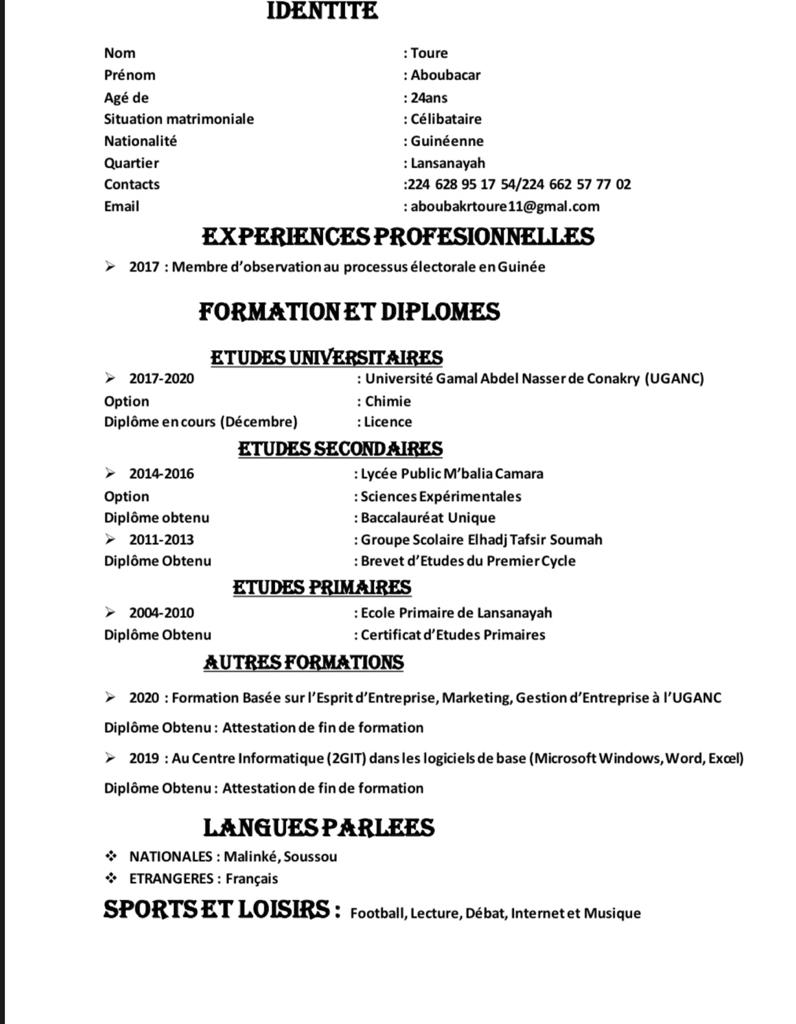 IDENTITE
Nom : Toure
Prénom : Aboubacar
Agé de : 24ans
Situation matrimoniale : Célibataire
Nationalité : Guinéenne
Quartier : Lansanayah
Contacts :224 628 95 17 54/224 662 57 77 02
Email : aboubakrtoure11@gmal.com
EXPERIENCES PROFESIONNELLES
➢ 2017 : Membre d’observation au processus électorale en Guinée
FORMATION ET DIPLOMES
ETUDES UNIVERSITAIRES
➢ 2017-2020 : Université Gamal Abdel Nasser de Conakry (UGANC)
Option : Chimie
Diplôme en cours (Décembre) : Licence
ETUDES SECONDAIRES
➢ 2014-2016 : Lycée Public M’balia Camara
Option : Sciences Expérimentales
Diplôme obtenu : Baccalauréat Unique
➢ 2011-2013 : Groupe Scolaire Elhadj Tafsir Soumah
Diplôme Obtenu : Brevet d’Etudes du Premier Cycle
ETUDES PRIMAIRES
➢ 2004-2010 : Ecole Primaire de Lansanayah
Diplôme Obtenu : Certificat d’Etudes Primaires
AUTRES FORMATIONS
➢ 2020 : Formation Basée sur l’Esprit d’Entreprise, Marketing, Gestion d’Entreprise à l’UGANC
Diplôme Obtenu : Attestation de fin de formation
➢ 2019 : Au Centre Informatique (2GIT) dans les logiciels de base (Microsoft Windows, Word, Excel)
Diplôme Obtenu : Attestation de fin de formation
LANGUES PARLEES
❖ NATIONALES : Malinké, Soussou
❖ ETRANGERES : Français
SPORTS ET LOISIRS : Football, Lecture, Débat, Internet et Musique